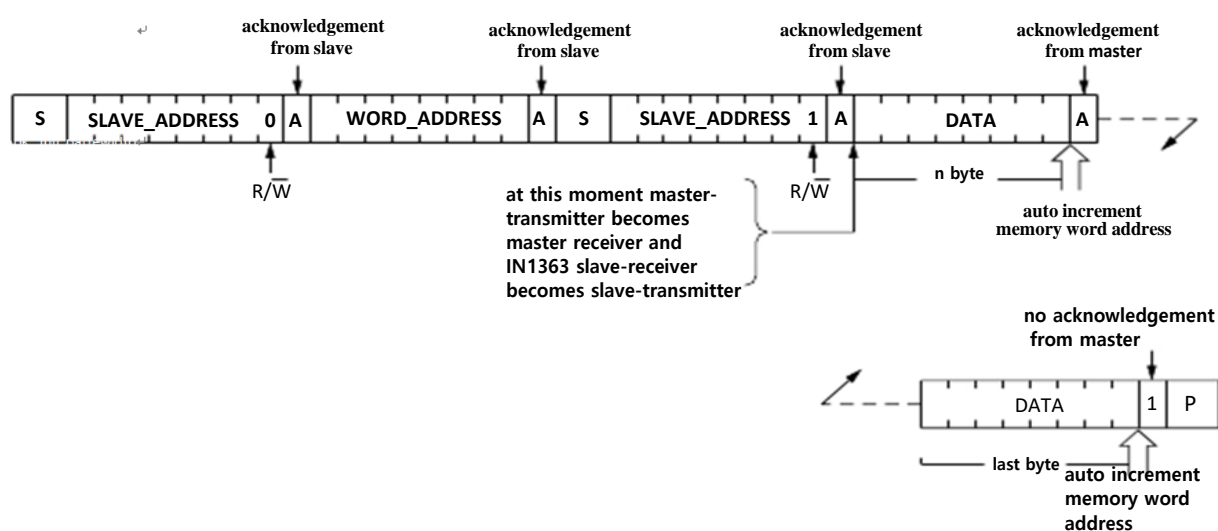 acknowledgement
from slave
acknowledgement
from slave
acknowledgement
from slave
acknowledgement
from master
S SLAVE_ADDRESS 0 A WORD_ADDRESS A S SLAVE_ADDRESS 1 A DATA A
R/W̅
R/W̅
n byte
at this moment master-
transmitter becomes
master receiver and
IN1363 slave-receiver
becomes slave-transmitter
auto increment
memory word address
no acknowledgement
from master
DATA 1 P
last byte
auto increment
memory word
address